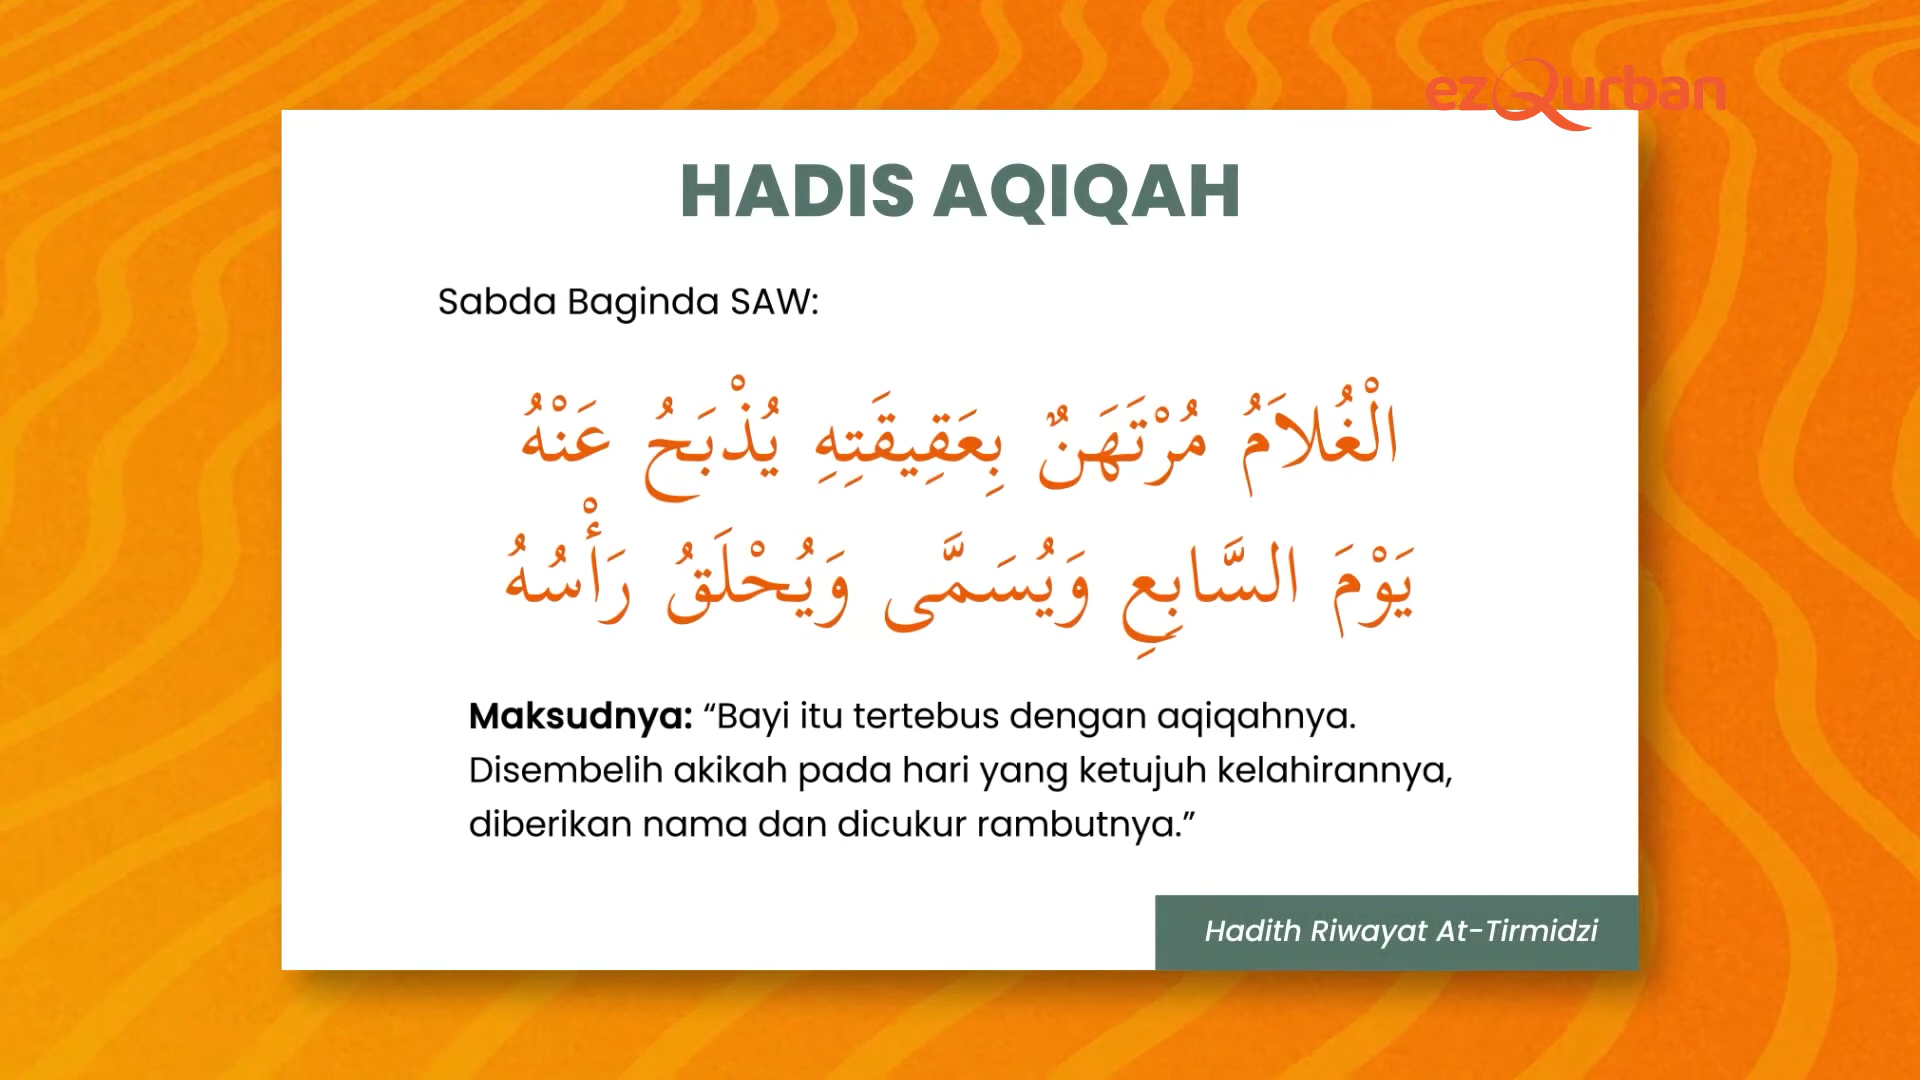 ezQurban
HADIS AQIQAH
Sabda Baginda SAW:
الْغُلاَمُ مُرْتَهَنٌ بِعَقِيقَتِهِ يُذْبَحُ عَنْهُ
يَوْمَ السَّابِعِ وَيُسَمَّى وَيُحْلَقُ رَأْسُهُ
Maksudnya: “Bayi itu tertebus dengan aqiqahnya.
Disembelih akikah pada hari yang ketujuh kelahirannya,
diberikan nama dan dicukur rambutnya.”
Hadith Riwayat At-Tirmidzi